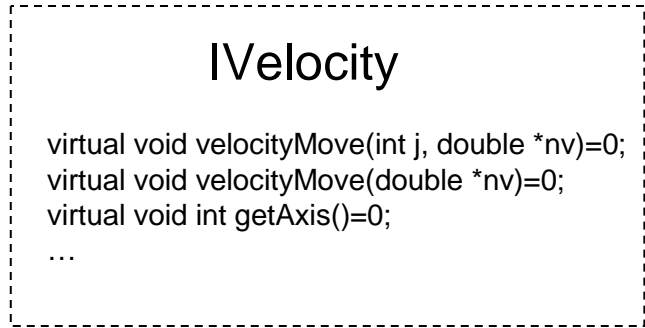 IVelocity
virtual void velocityMove(int j, double *nv)=0;
virtual void velocityMove(double *nv)=0;
virtual void int getAxis()=0;
…